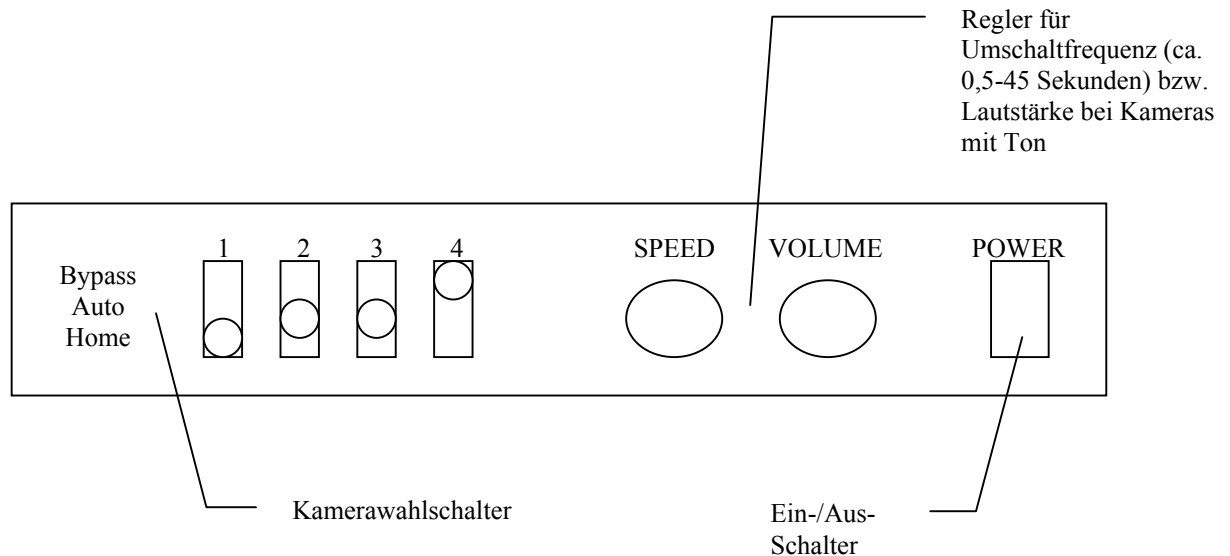 Regler für
Umschaltfrequenz (ca.
0,5-45 Sekunden) bzw.
Lautstärke bei Kameras
mit Ton
1 2 3 4 SPEED VOLUME POWER
Bypass
Auto
Home
Kamerawahlschalter
Ein-/Aus-
Schalter